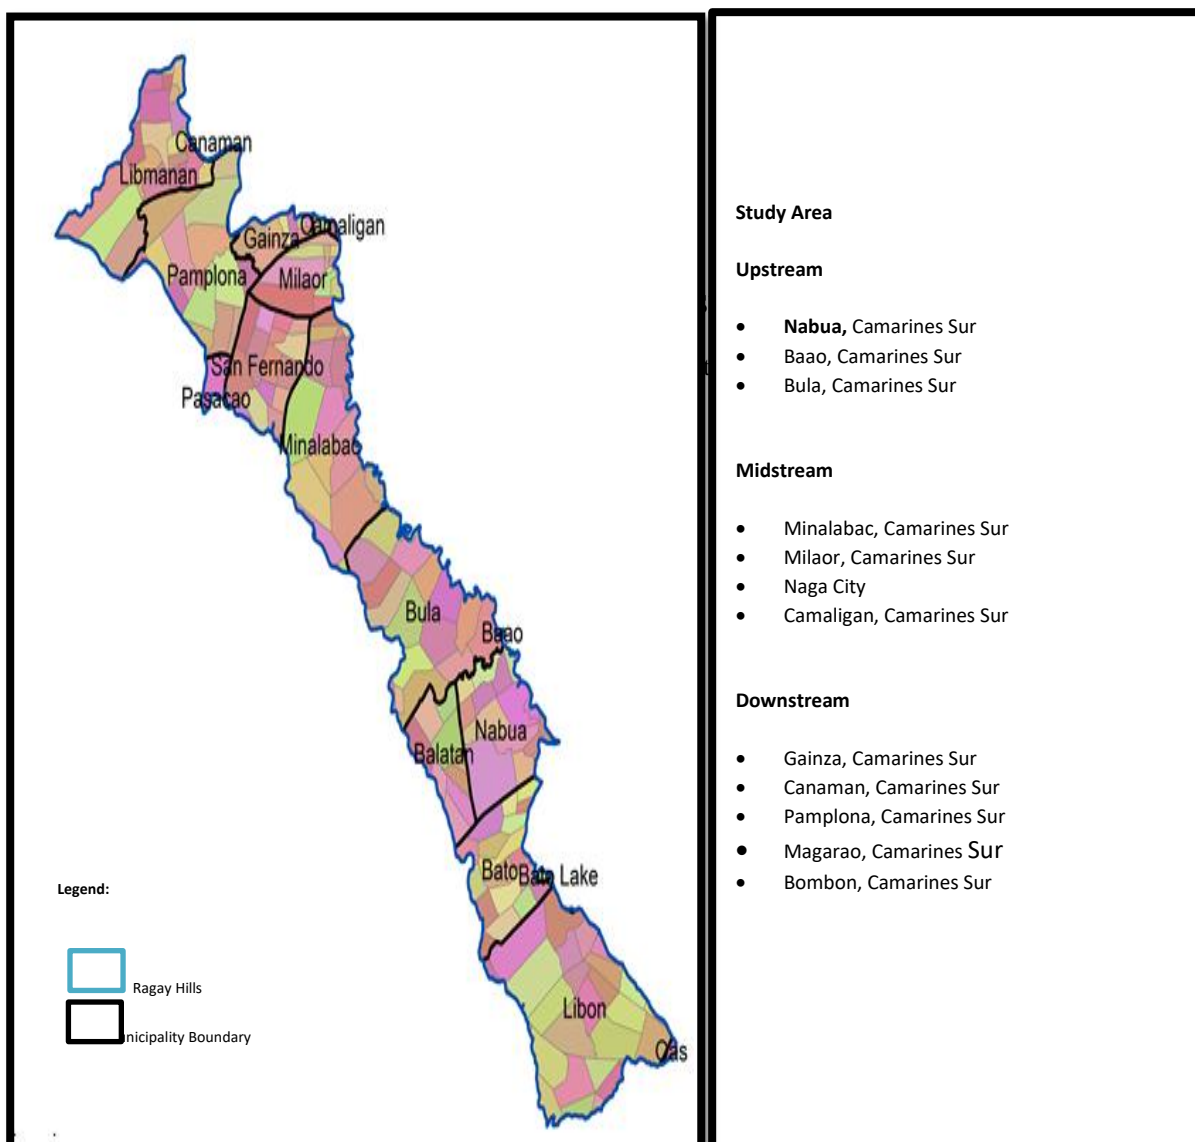 Canaman
Libmanan
Camaligan
Gainza
Pamplona
Milaor
San Fernando
Pasacao
Minalabac
Bula
Baao
Nabua
Balatan
Bato
Bato Lake
Libon
Oas
Legend:
Ragay Hills
unicipality Boundary
Study Area
Upstream
• Nabua, Camarines Sur
• Baao, Camarines Sur
• Bula, Camarines Sur
Midstream
• Minalabac, Camarines Sur
• Milaor, Camarines Sur
• Naga City
• Camaligan, Camarines Sur
Downstream
• Gainza, Camarines Sur
• Canaman, Camarines Sur
• Pamplona, Camarines Sur
• Magarao, Camarines Sur
• Bombon, Camarines Sur